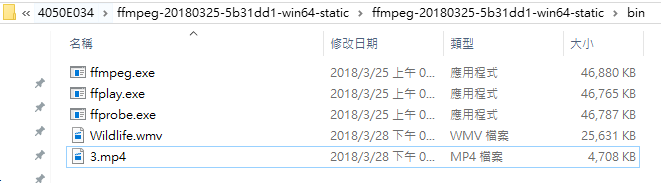 « 4050E034 › ffmpeg-20180325-5b31dd1-win64-static › ffmpeg-20180325-5b31dd1-win64-static › bin
名稱 修改日期 類型 大小
ffmpeg.exe 2018/3/25 上午 0... 應用程式 46,880 KB
ffplay.exe 2018/3/25 上午 0... 應用程式 46,765 KB
ffprobe.exe 2018/3/25 上午 0... 應用程式 46,787 KB
Wildlife.wmv 2018/3/28 下午 0... WMV 檔案 25,631 KB
3.mp4 2018/3/28 下午 0... MP4 檔案 4,708 KB